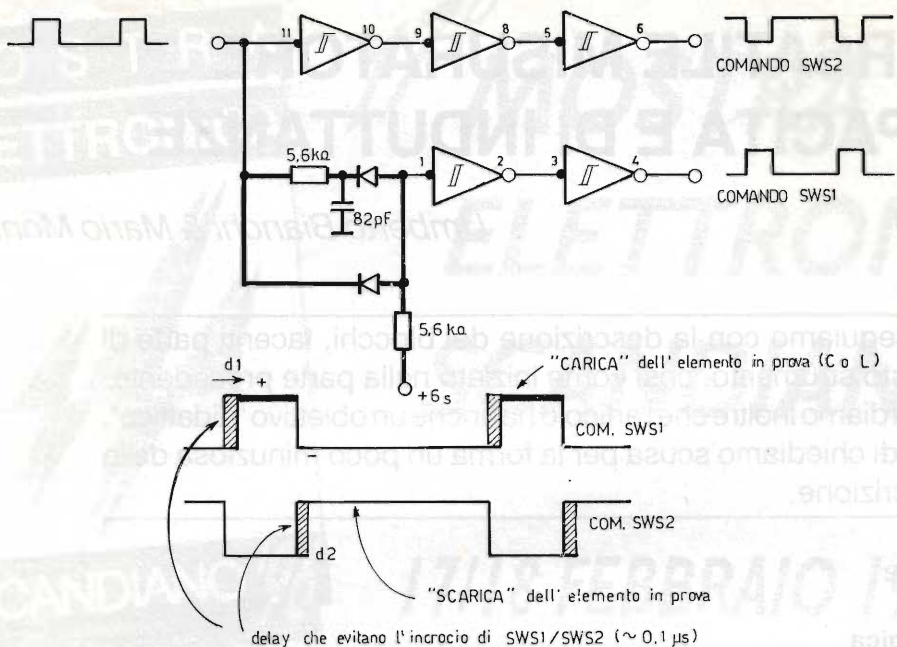 11 10 9 8 5 6
COMANDO SWS2
5,6kΩ
82pF
1 2 3 4
COMANDO SWS1
5,6kΩ
+6s
d1
+
"CARICA" dell' elemento in prova (C o L)
COM. SWS1
COM. SWS2
d2
"SCARICA" dell' elemento in prova
delay che evitano l'incrocio di SWS1/SWS2 (~0,1 µs)